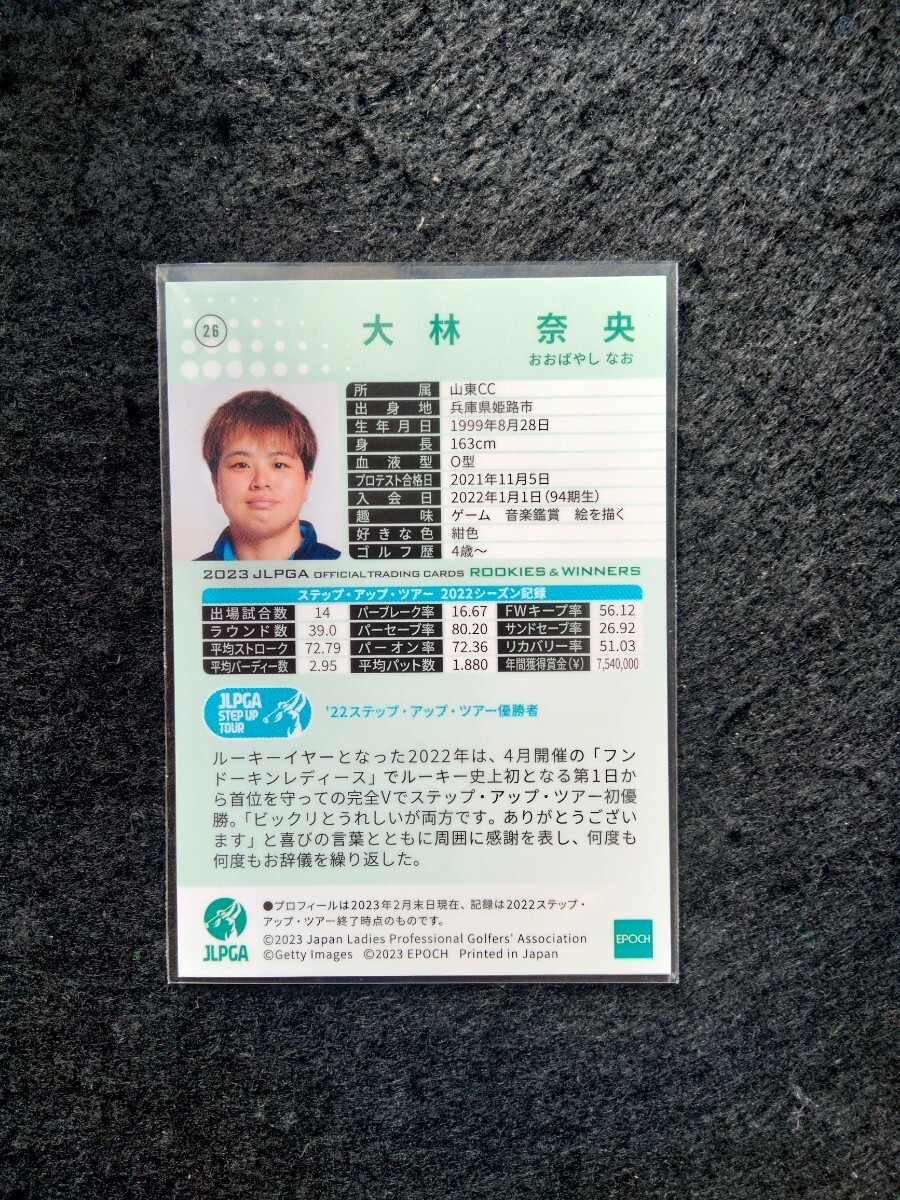 26
大林 奈央
おおばやし なお
所属 山東CC
出身地 兵庫県姫路市
生年月日 1999年8月28日
身長 163cm
血液型 O型
プロテスト合格日 2021年11月5日
入会日 2022年1月1日(94期生)
趣味 ゲーム 音楽鑑賞 絵を描く
好きな色 紺色
ゴルフ歴 4歳〜
2023 JLPGA OFFICIAL TRADING CARDS ROOKIES & WINNERS
ステップ・アップ・ツアー 2022シーズン記録
出場試合数 14 パーブレーク率 16.67 FWキープ率 56.12
ラウンド数 39.0 パーセーブ率 80.20 サンドセーブ率 26.92
平均ストローク 72.79 パーオン率 72.36 リカバリー率 51.03
平均バーディー数 2.95 平均パット数 1.880 年間獲得賞金(¥) 7,540,000
JLPGA
STEP UP
TOUR
'22ステップ・アップ・ツアー優勝者
ルーキーイヤーとなった2022年は、4月開催の「フン
ドーキンレディース」でルーキー史上初となる第1日か
ら首位を守っての完全Vでステップ・アップ・ツアー初優
勝。「ビックリとうれしいが両方です。ありがとうござい
ます」と喜びの言葉とともに周囲に感謝を表し、何度も
何度もお辞儀を繰り返した。
JLPGA
●プロフィールは2023年2月末日現在、記録は2022ステップ・
アップ・ツアー終了時点のものです。
©2023 Japan Ladies Professional Golfers' Association
©Getty Images ©2023 EPOCH Printed in Japan
EPOCH